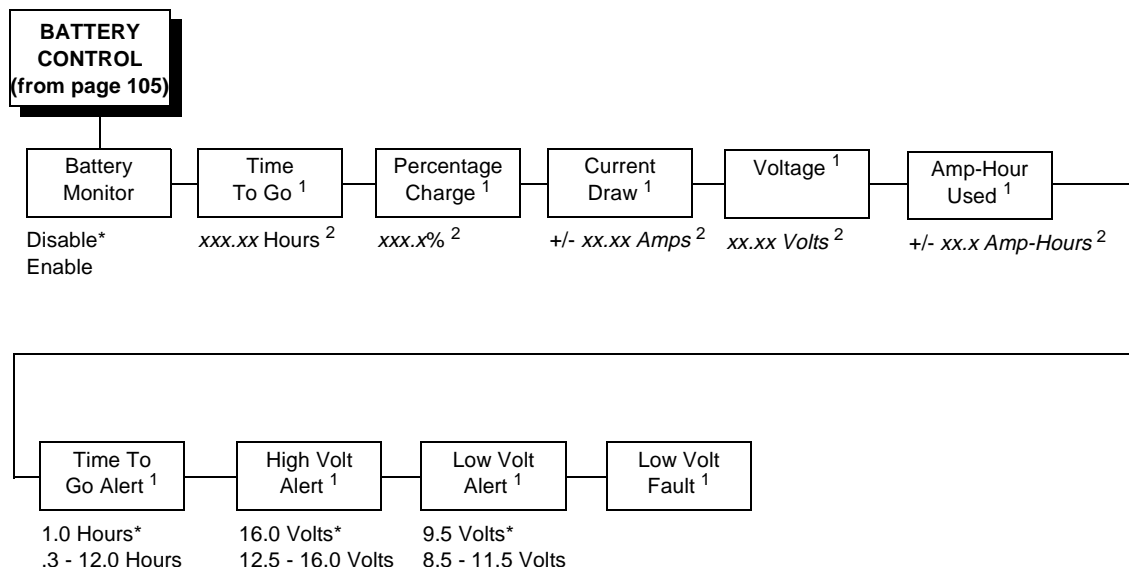 BATTERY
CONTROL
(from page 105)
Battery
Monitor
Disable*
Enable
Time
To Go 1
xxx.xx Hours 2
Percentage
Charge 1
xxx.x% 2
Current
Draw 1
+/- xx.xx Amps 2
Voltage 1
xx.xx Volts 2
Amp-Hour
Used 1
+/- xx.x Amp-Hours 2
Time To
Go Alert 1
1.0 Hours*
.3 - 12.0 Hours
High Volt
Alert 1
16.0 Volts*
12.5 - 16.0 Volts
Low Volt
Alert 1
9.5 Volts*
8.5 - 11.5 Volts
Low Volt
Fault 1